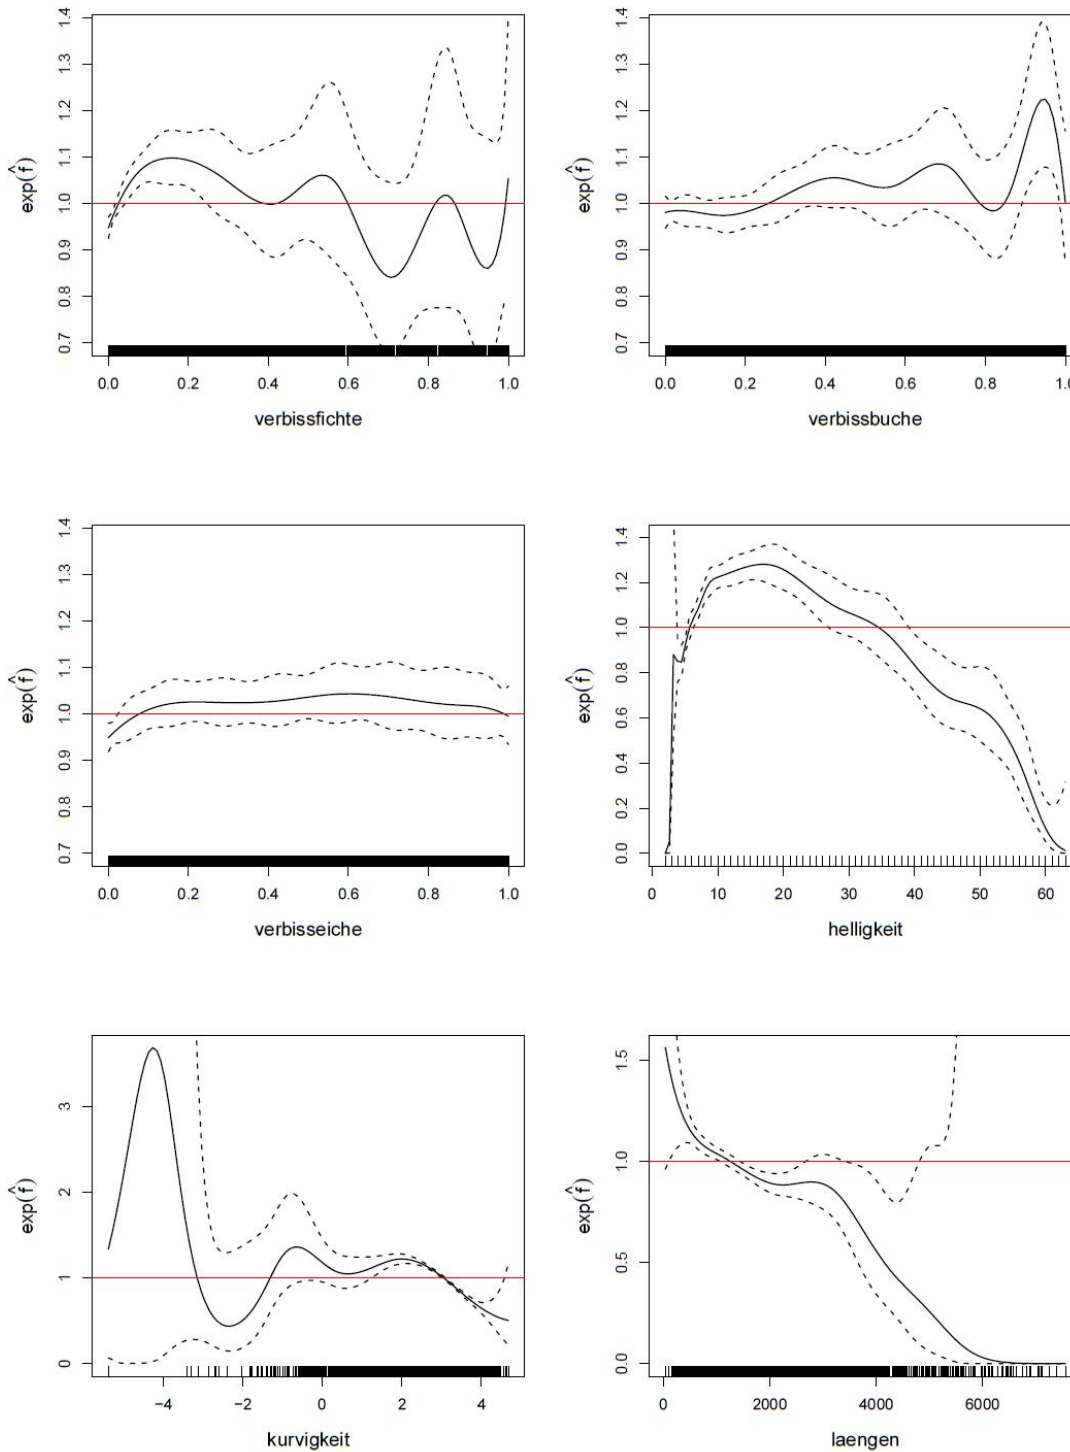 exp(f̂)
0.7 0.8 0.9 1.0 1.1 1.2 1.3 1.4
0.0 0.2 0.4 0.6 0.8 1.0
verbissfichte
exp(f̂)
0.7 0.8 0.9 1.0 1.1 1.2 1.3 1.4
0.0 0.2 0.4 0.6 0.8 1.0
verbissbuche
exp(f̂)
0.7 0.8 0.9 1.0 1.1 1.2 1.3 1.4
0.0 0.2 0.4 0.6 0.8 1.0
verbisseiche
exp(f̂)
0.0 0.2 0.4 0.6 0.8 1.0 1.2 1.4
0 10 20 30 40 50 60
helligkeit
exp(f̂)
0 1 2 3
−4 −2 0 2 4
kurvigkeit
exp(f̂)
0.0 0.5 1.0 1.5
0 2000 4000 6000
laengen